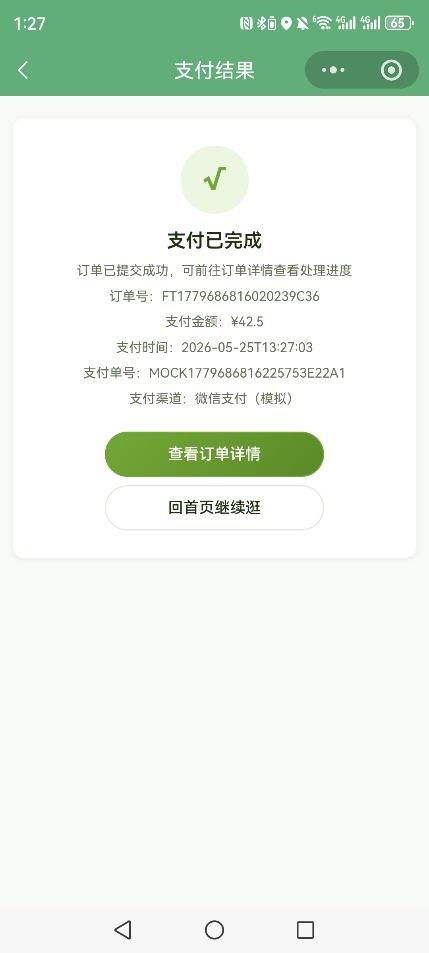 1:27
6
4G
4G
65
支付结果
√
支付已完成
订单已提交成功，可前往订单详情查看处理进度
订单号：FT1779686816020239C36
支付金额：¥42.5
支付时间：2026-05-25T13:27:03
支付单号：MOCK1779686816225753E22A1
支付渠道：微信支付（模拟）
查看订单详情
回首页继续逛